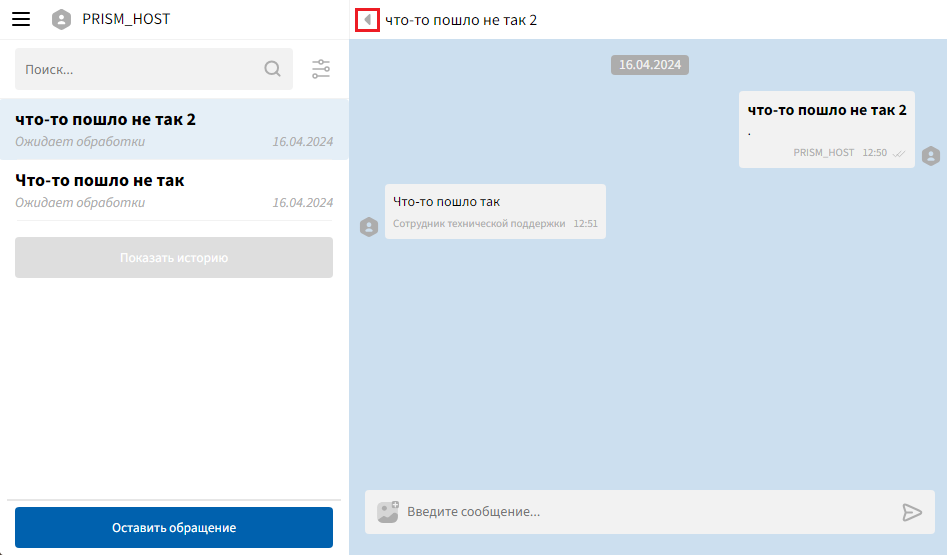 PRISM_HOST
Поиск...
что-то пошло не так 2
Ожидает обработки 16.04.2024
Что-то пошло не так
Ожидает обработки 16.04.2024
Показать историю
Оставить обращение
что-то пошло не так 2
16.04.2024
что-то пошло не так 2
.
PRISM_HOST 12:50
Что-то пошло так
Сотрудник технической поддержки 12:51
Введите сообщение...